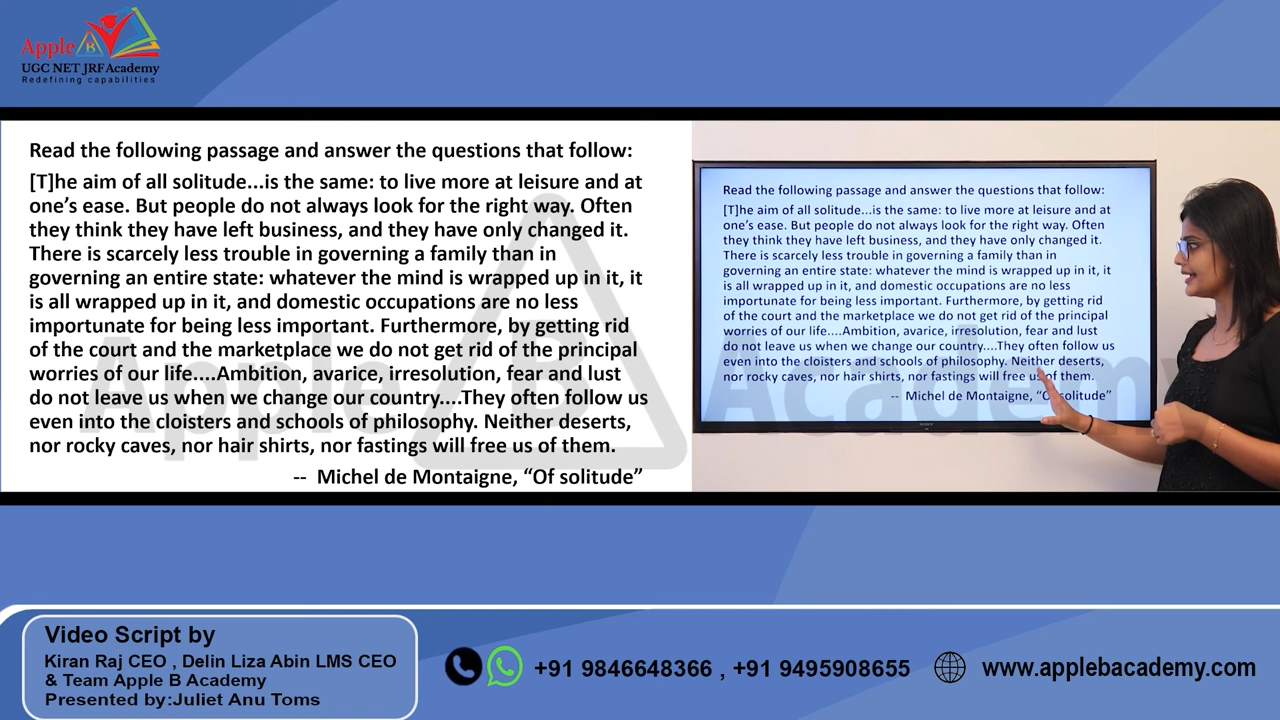 Apple B
UGC NET JRF Academy
Redefining capabilities
Read the following passage and answer the questions that follow:
[T]he aim of all solitude...is the same: to live more at leisure and at
one's ease. But people do not always look for the right way. Often
they think they have left business, and they have only changed it.
There is scarcely less trouble in governing a family than in
governing an entire state: whatever the mind is wrapped up in it, it
is all wrapped up in it, and domestic occupations are no less
importunate for being less important. Furthermore, by getting rid
of the court and the marketplace we do not get rid of the principal
worries of our life....Ambition, avarice, irresolution, fear and lust
do not leave us when we change our country....They often follow us
even into the cloisters and schools of philosophy. Neither deserts,
nor rocky caves, nor hair shirts, nor fastings will free us of them.
-- Michel de Montaigne, “Of solitude”
Read the following passage and answer the questions that follow:
[T]he aim of all solitude...is the same: to live more at leisure and at
one's ease. But people do not always look for the right way. Often
they think they have left business, and they have only changed it.
There is scarcely less trouble in governing a family than in
governing an entire state: whatever the mind is wrapped up in it, it
is all wrapped up in it, and domestic occupations are no less
importunate for being less important. Furthermore, by getting rid
of the court and the marketplace we do not get rid of the principal
worries of our life....Ambition, avarice, irresolution, fear and lust
do not leave us when we change our country....They often follow us
even into the cloisters and schools of philosophy. Neither deserts,
nor rocky caves, nor hair shirts, nor fastings will free us of them.
-- Michel de Montaigne, “Of solitude”
SONY
Apple B Academy
Video Script by
Kiran Raj CEO , Delin Liza Abin LMS CEO
& Team Apple B Academy
Presented by:Juliet Anu Toms
+91 9846648366 , +91 9495908655
www.applebacademy.com